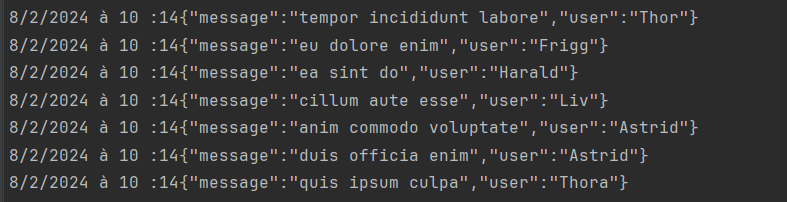 8/2/2024 à 10 :14{"message":"tempor incididunt labore","user":"Thor"}
8/2/2024 à 10 :14{"message":"eu dolore enim","user":"Frigg"}
8/2/2024 à 10 :14{"message":"ea sint do","user":"Harald"}
8/2/2024 à 10 :14{"message":"cillum aute esse","user":"Liv"}
8/2/2024 à 10 :14{"message":"anim commodo voluptate","user":"Astrid"}
8/2/2024 à 10 :14{"message":"duis officia enim","user":"Astrid"}
8/2/2024 à 10 :14{"message":"quis ipsum culpa","user":"Thora"}